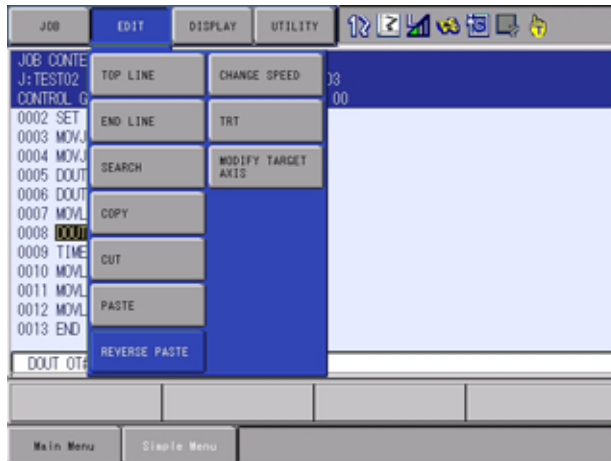 JOB EDIT DISPLAY UTILITY
JOB CONTE
J:TEST02 03
CONTROL G 00
0002 SET
0003 MOVJ
0004 MOVJ
0005 DOUT
0006 DOUT
0007 MOVL
0008 DOUT
0009 TIME
0010 MOVL
0011 MOVL
0012 MOVL
0013 END
DOUT OT#
TOP LINE
END LINE
SEARCH
COPY
CUT
PASTE
REVERSE PASTE
CHANGE SPEED
TRT
MODIFY TARGET
AXIS
Main Menu Simple Menu